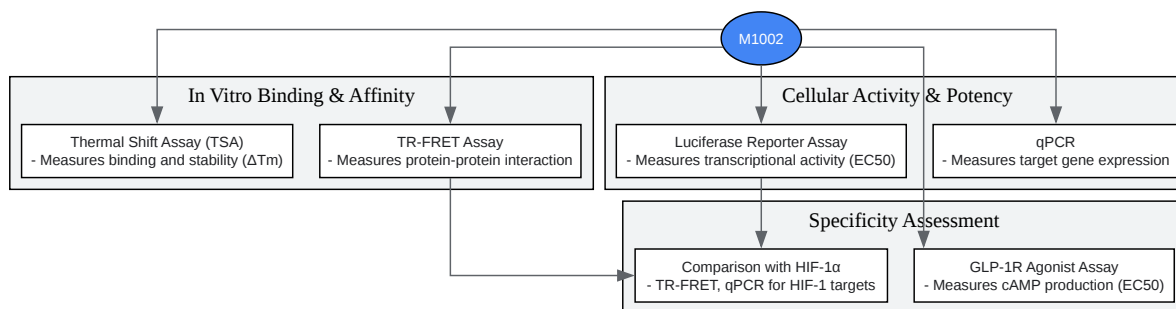 M1002
In Vitro Binding & Affinity
Cellular Activity & Potency
Thermal Shift Assay (TSA)
- Measures binding and stability (ΔTm)
TR-FRET Assay
- Measures protein-protein interaction
Luciferase Reporter Assay
- Measures transcriptional activity (EC50)
qPCR
- Measures target gene expression
Specificity Assessment
Comparison with HIF-1α
- TR-FRET, qPCR for HIF-1 targets
GLP-1R Agonist Assay
- Measures cAMP production (EC50)